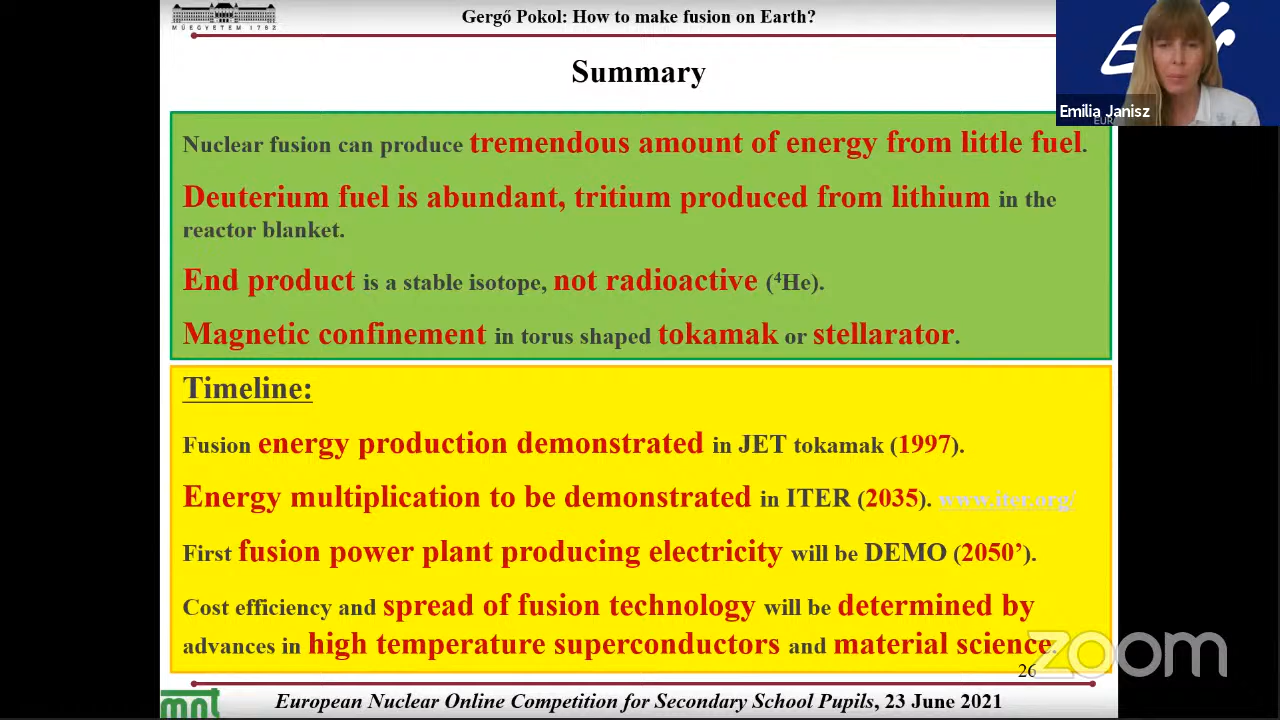 MŰEGYETEM 1782
Gergő Pokol: How to make fusion on Earth?
Emilia Janisz
Summary
Nuclear fusion can produce tremendous amount of energy from little fuel.
Deuterium fuel is abundant, tritium produced from lithium in the
reactor blanket.
End product is a stable isotope, not radioactive (⁴He).
Magnetic confinement in torus shaped tokamak or stellarator.
Timeline:
Fusion energy production demonstrated in JET tokamak (1997).
Energy multiplication to be demonstrated in ITER (2035). www.iter.org/
First fusion power plant producing electricity will be DEMO (2050’).
Cost efficiency and spread of fusion technology will be determined by
advances in high temperature superconductors and material science.
zoom
26
mnt
European Nuclear Online Competition for Secondary School Pupils, 23 June 2021